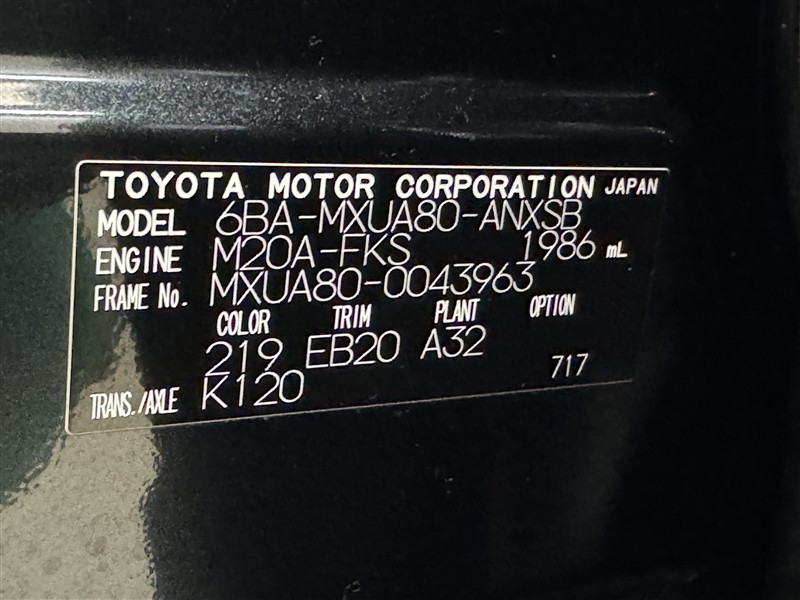 TOYOTA MOTOR CORPORATION JAPAN
MODEL 6BA-MXUA80-ANXSB
ENGINE M20A-FKS 1986 mL
FRAME No. MXUA80-0043963
COLOR TRIM PLANT OPTION
219 EB20 A32
TRANS./AXLE K120 717